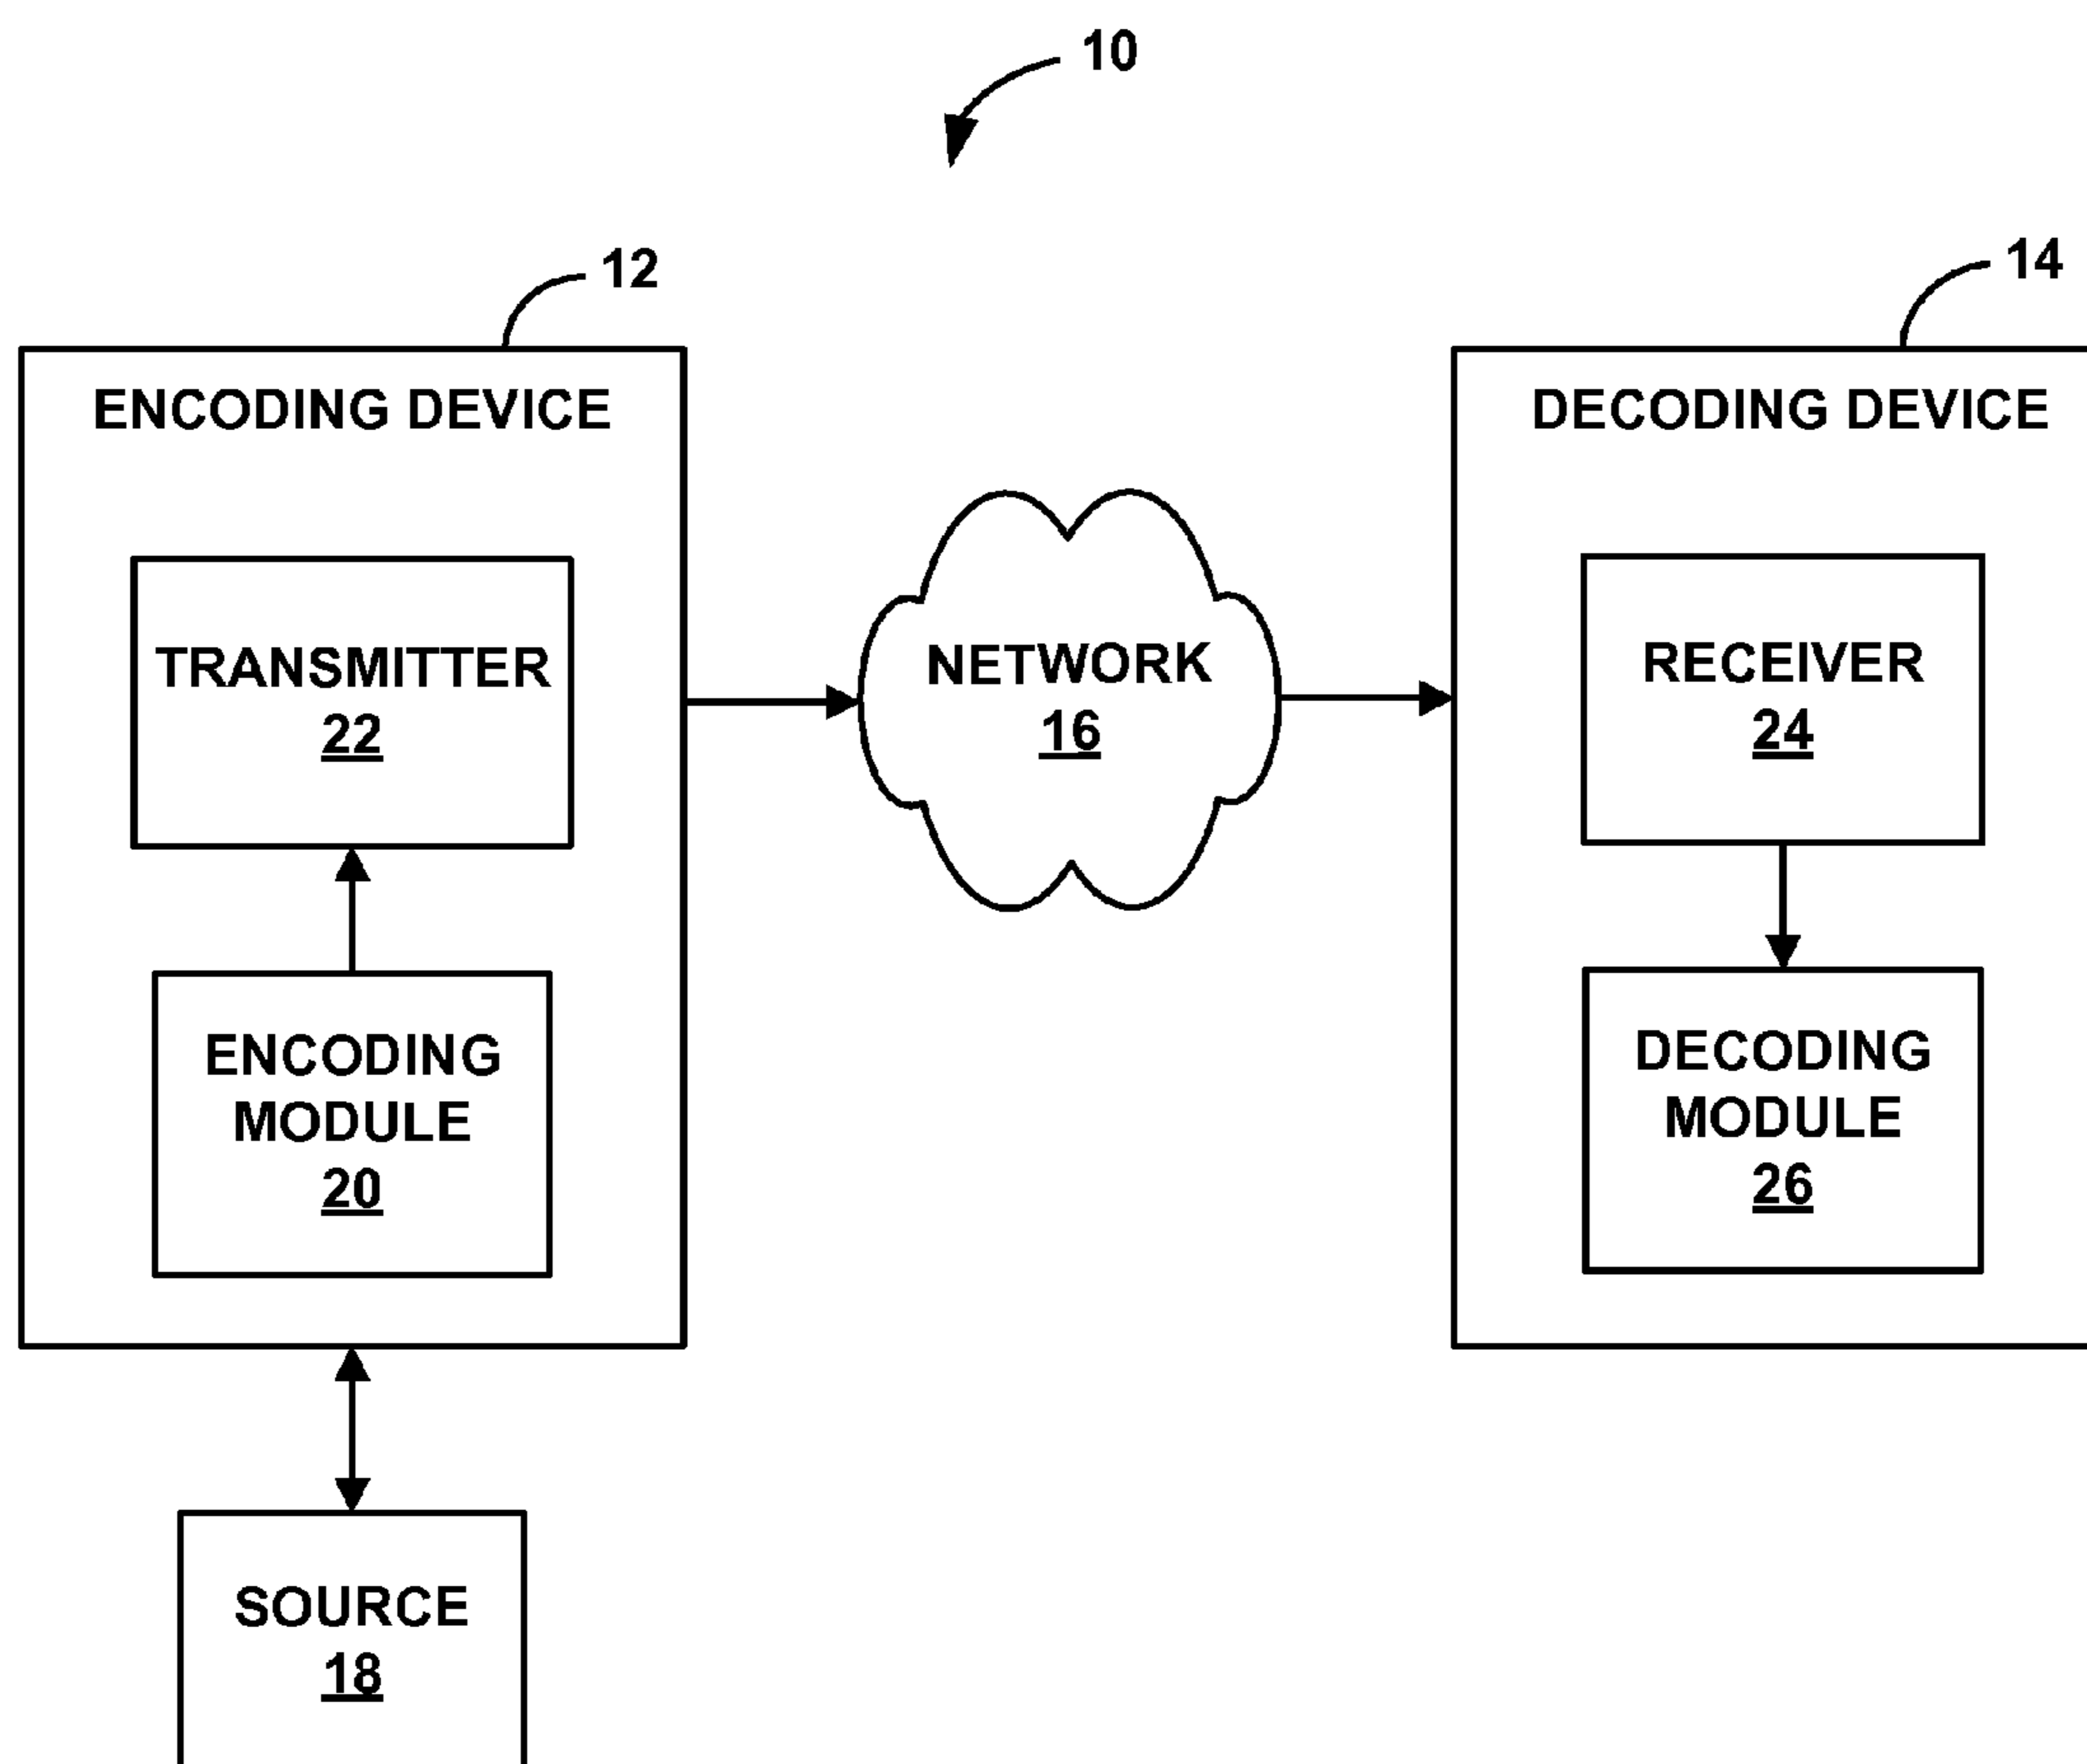 10
12
14
ENCODING DEVICE
DECODING DEVICE
TRANSMITTER
22
NETWORK
16
RECEIVER
24
ENCODING
MODULE
20
DECODING
MODULE
26
SOURCE
18